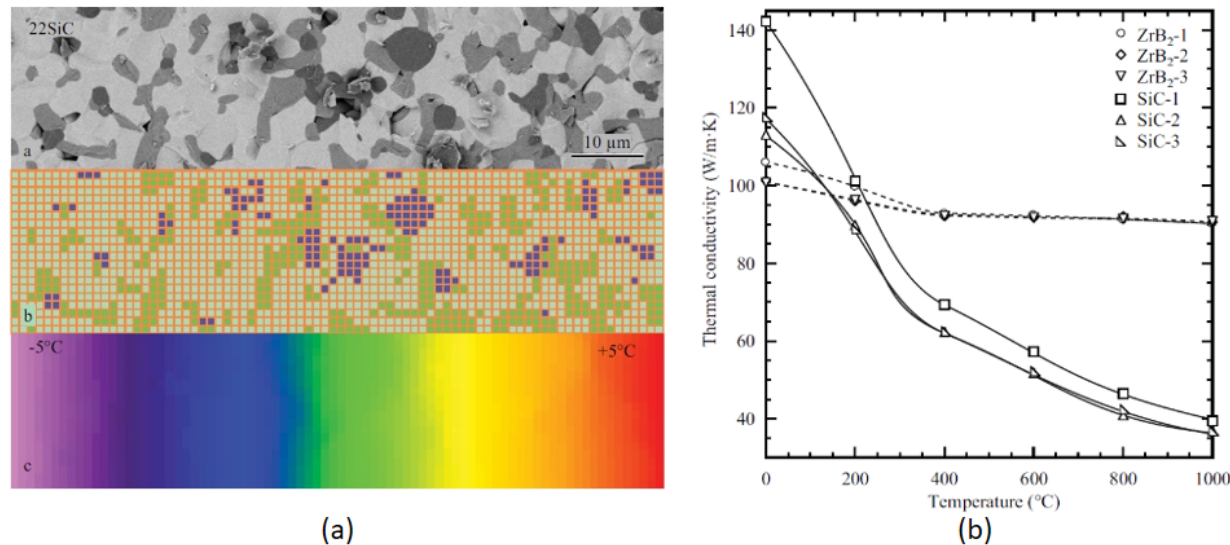 22SiC
a
10 μm
b
-5°C
+5°C
c
(a)
Thermal conductivity (W/m·K)
140
120
100
80
60
40
0
200
400
600
800
1000
Temperature (°C)
ZrB₂-1
ZrB₂-2
ZrB₂-3
SiC-1
SiC-2
SiC-3
(b)